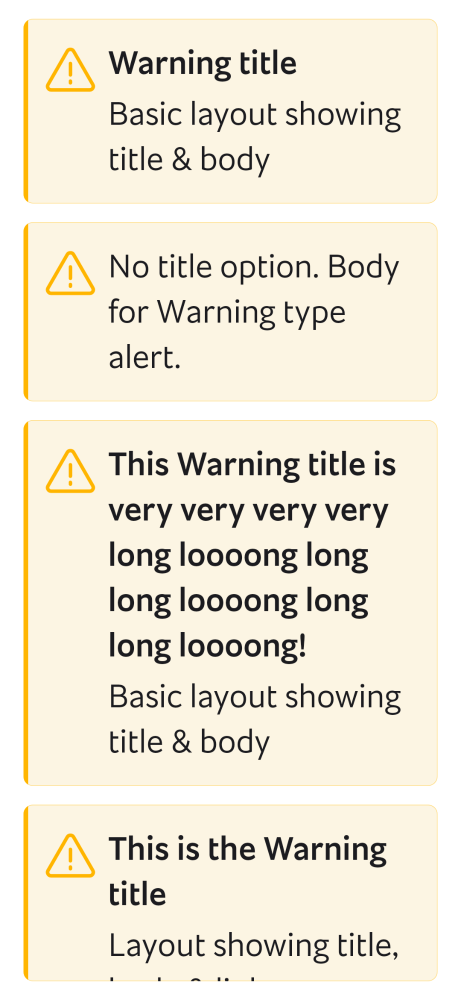 Warning title
Basic layout showing
title & body
No title option. Body
for Warning type
alert.
This Warning title is
very very very very
long loooong long
long loooong long
long loooong!
Basic layout showing
title & body
This is the Warning
title
Layout showing title,